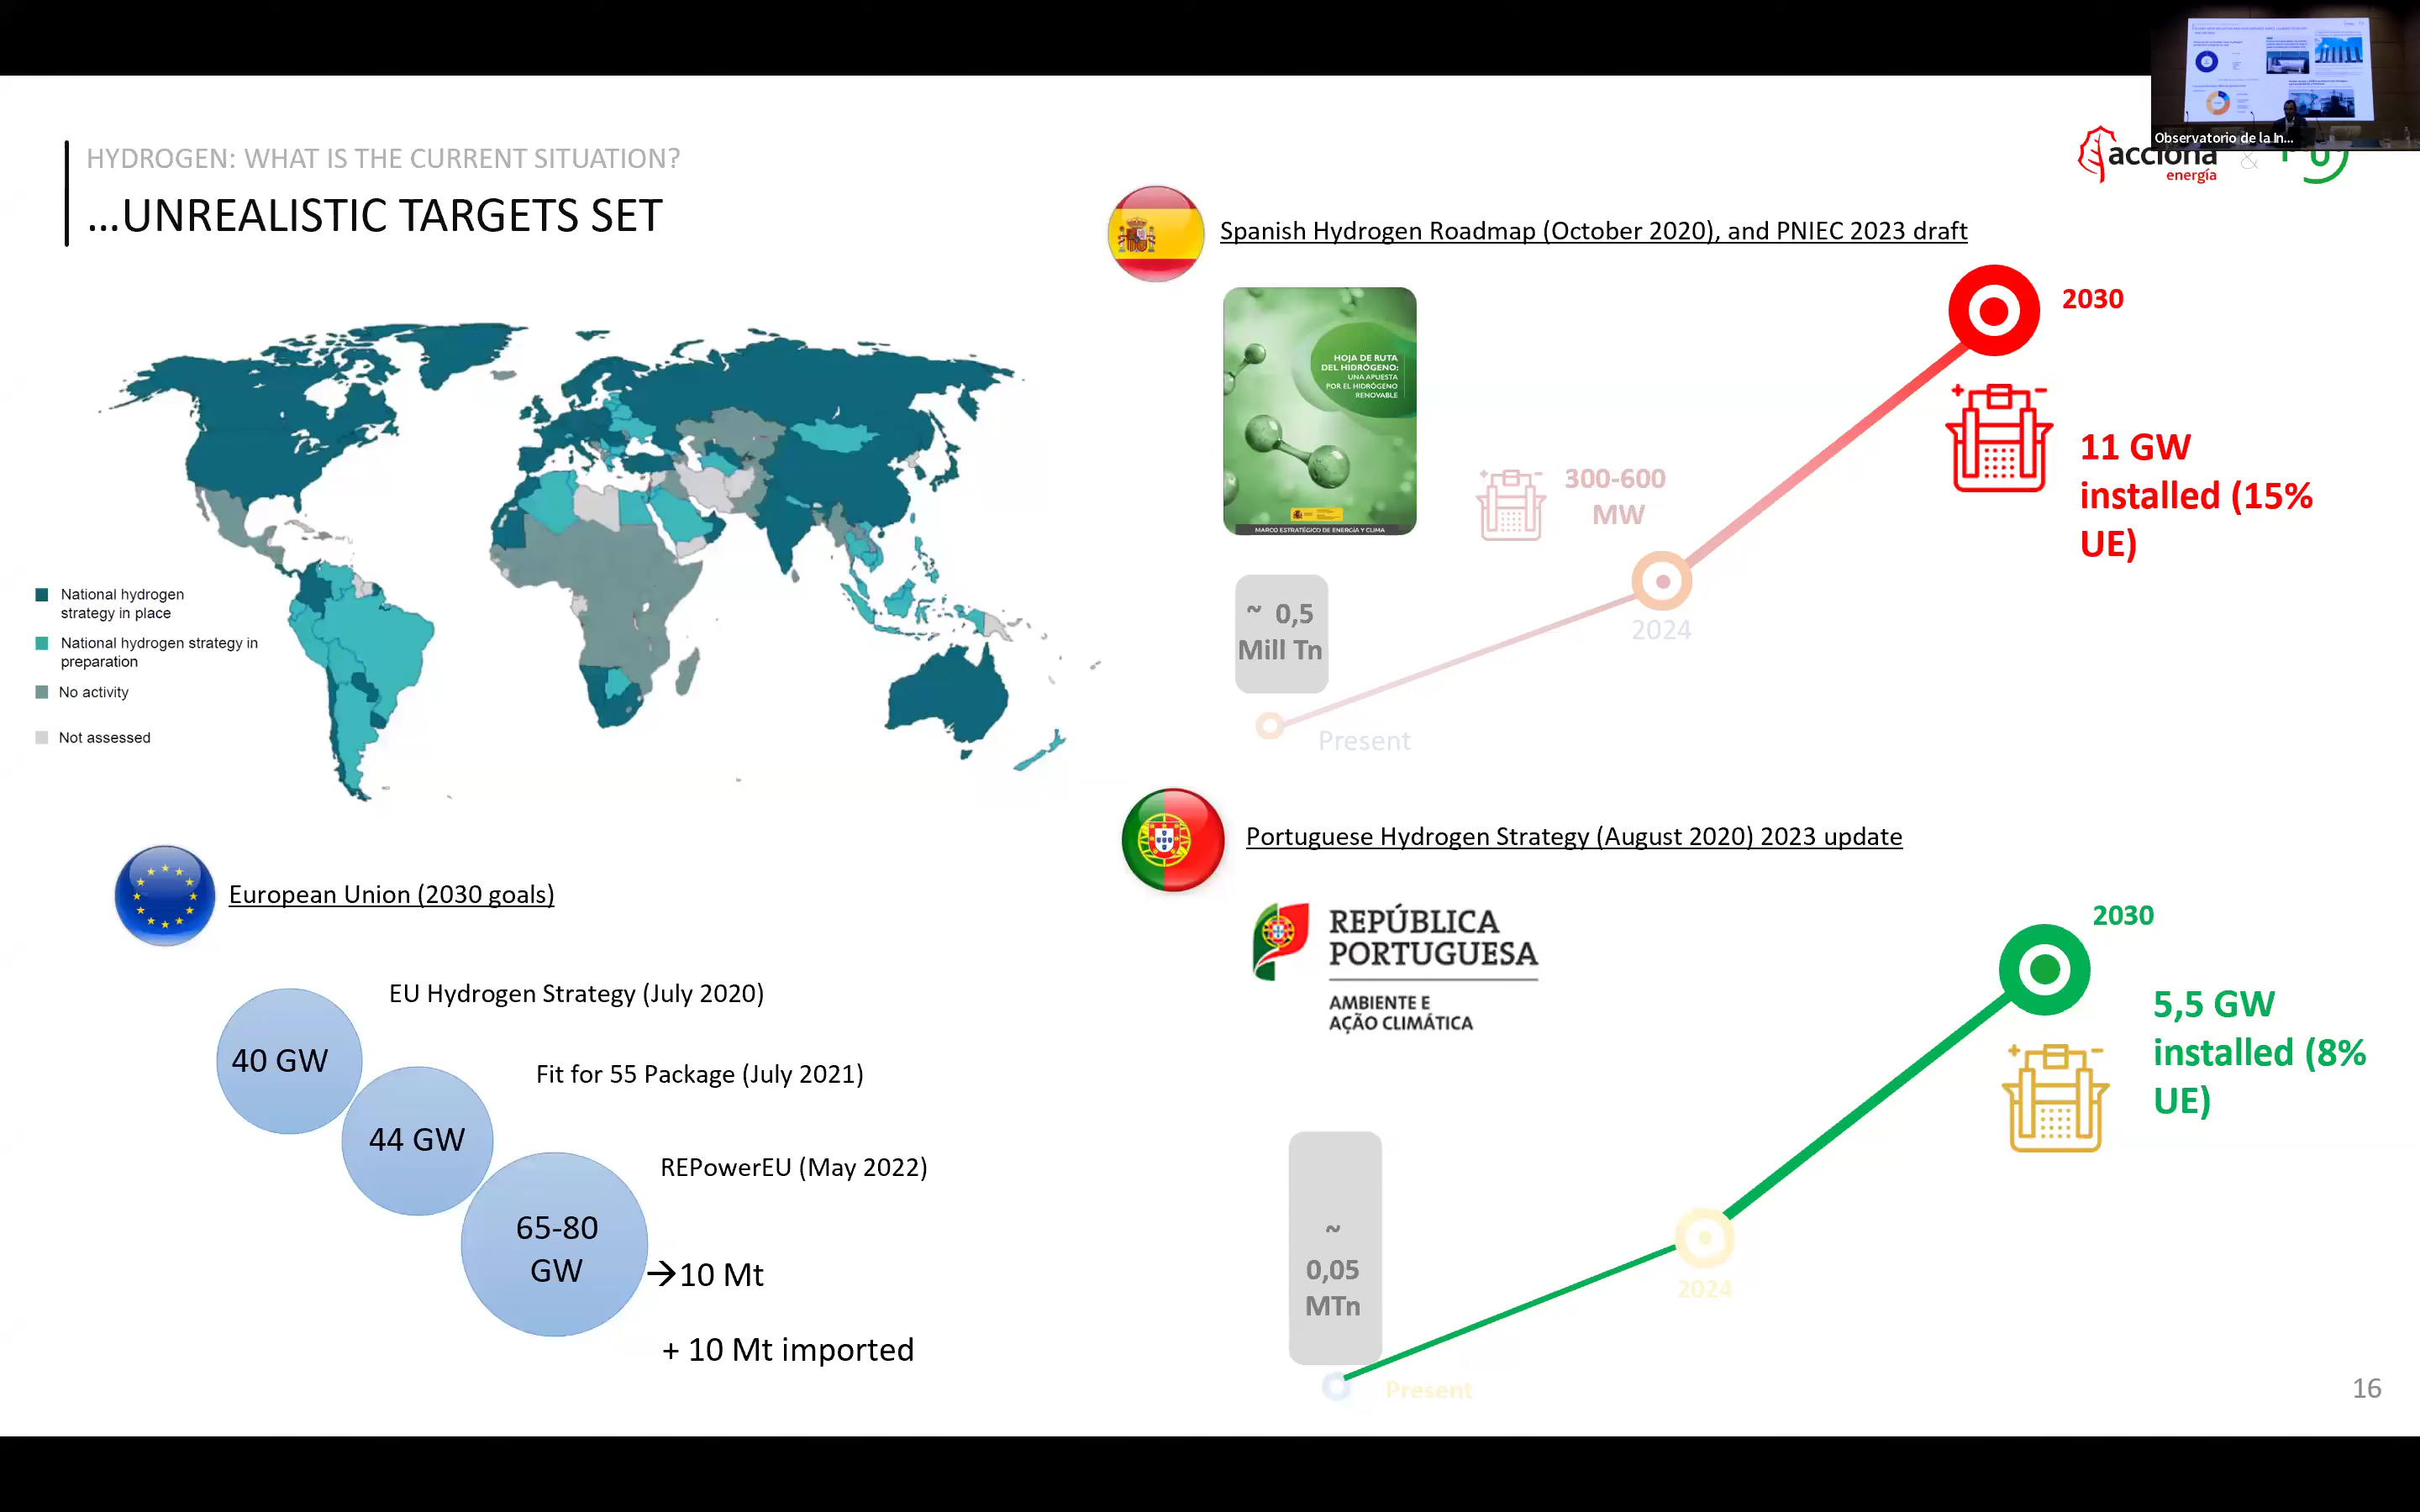 HYDROGEN: WHAT IS THE CURRENT SITUATION?
...UNREALISTIC TARGETS SET
Observatorio de la In...
acciona
energía
&
National hydrogen
strategy in place
National hydrogen strategy in
preparation
No activity
Not assessed
European Union (2030 goals)
EU Hydrogen Strategy (July 2020)
40 GW
Fit for 55 Package (July 2021)
44 GW
REPowerEU (May 2022)
65-80
GW
→10 Mt
+ 10 Mt imported
Spanish Hydrogen Roadmap (October 2020), and PNIEC 2023 draft
HOJA DE RUTA
DEL HIDRÓGENO:
UNA APUESTA
POR EL HIDRÓGENO
RENOVABLE
MARCO ESTRATÉGICO DE ENERGÍA Y CLIMA
2030
11 GW
installed (15%
UE)
300-600
MW
2024
~ 0,5
Mill Tn
Present
Portuguese Hydrogen Strategy (August 2020) 2023 update
REPÚBLICA
PORTUGUESA
AMBIENTE E
AÇÃO CLIMÁTICA
2030
5,5 GW
installed (8%
UE)
2024
~
0,05
MTn
Present
16